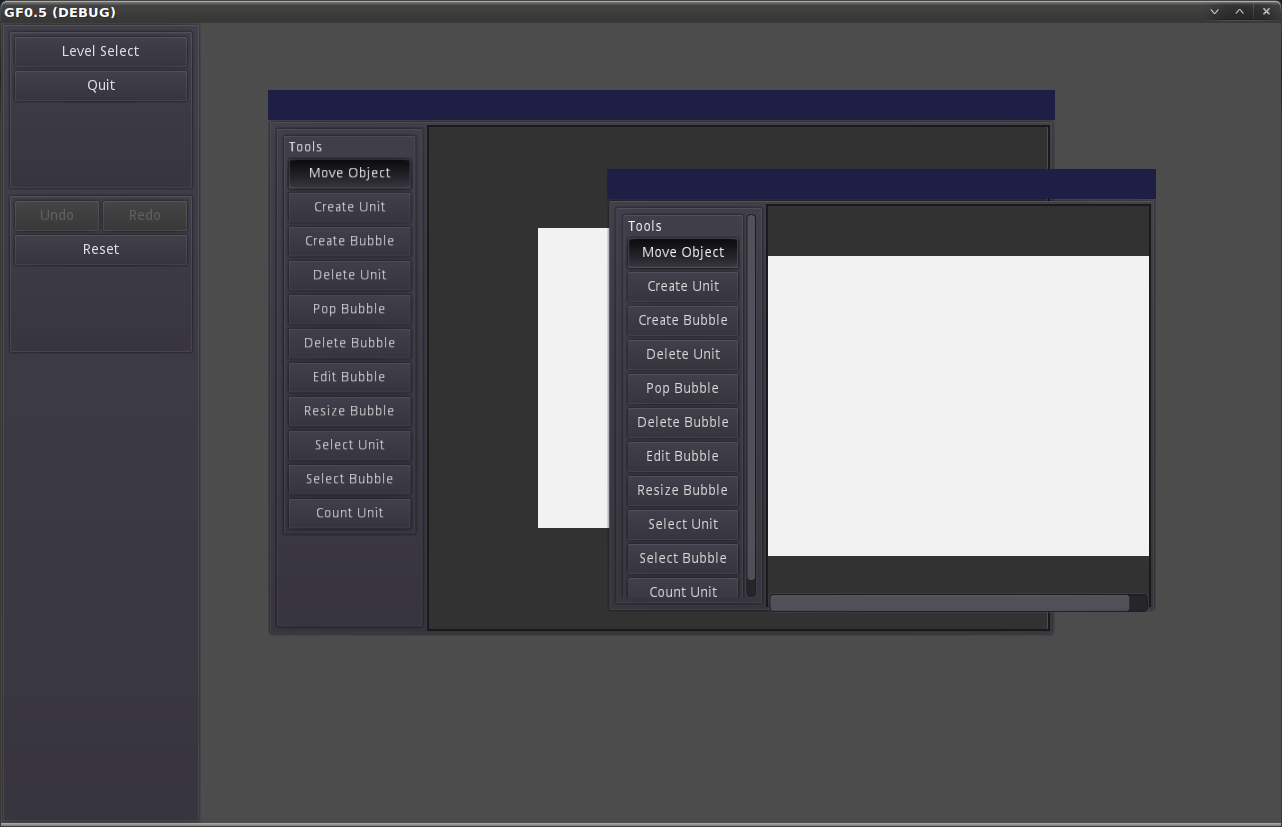 GF0.5 (DEBUG)
Level Select
Quit
Undo Redo
Reset
Tools
Move Object
Create Unit
Create Bubble
Delete Unit
Pop Bubble
Delete Bubble
Edit Bubble
Resize Bubble
Select Unit
Select Bubble
Count Unit
Tools
Move Object
Create Unit
Create Bubble
Delete Unit
Pop Bubble
Delete Bubble
Edit Bubble
Resize Bubble
Select Unit
Select Bubble
Count Unit